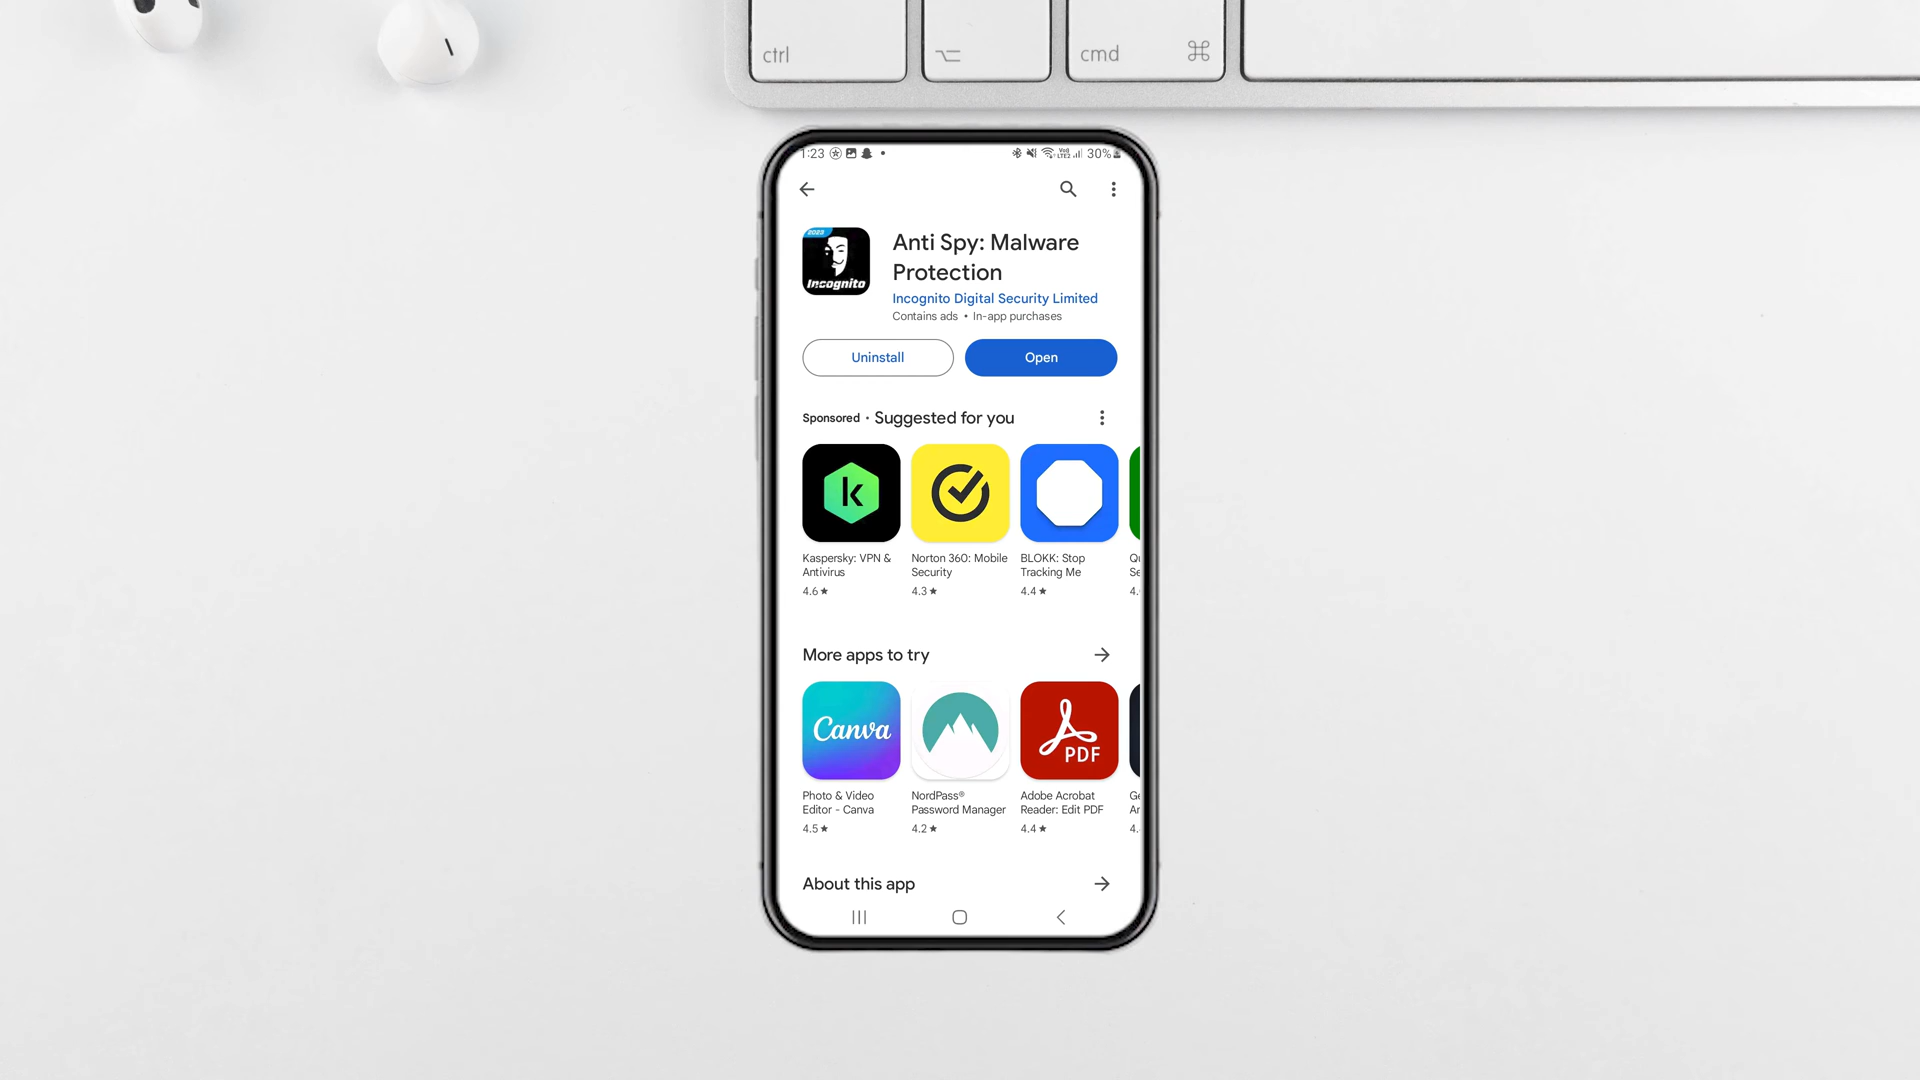 ctrl
cmd ⌘
1:23 30%
2023
Incognito
Anti Spy: Malware
Protection
Incognito Digital Security Limited
Contains ads • In-app purchases
Uninstall Open
Sponsored • Suggested for you
k
Kaspersky: VPN & Norton 360: Mobile BLOKK: Stop
Antivirus Security Tracking Me
4.6★ 4.3★ 4.4★
More apps to try
Canva
PDF
Photo & Video NordPass® Adobe Acrobat
Editor - Canva Password Manager Reader: Edit PDF
4.5★ 4.2★ 4.4★
About this app